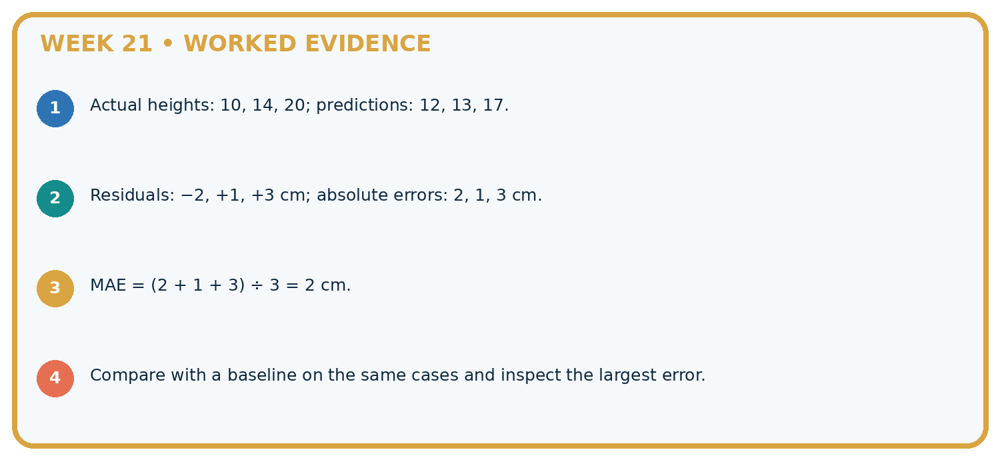 WEEK 21 • WORKED EVIDENCE
1 Actual heights: 10, 14, 20; predictions: 12, 13, 17.
2 Residuals: −2, +1, +3 cm; absolute errors: 2, 1, 3 cm.
3 MAE = (2 + 1 + 3) ÷ 3 = 2 cm.
4 Compare with a baseline on the same cases and inspect the largest error.